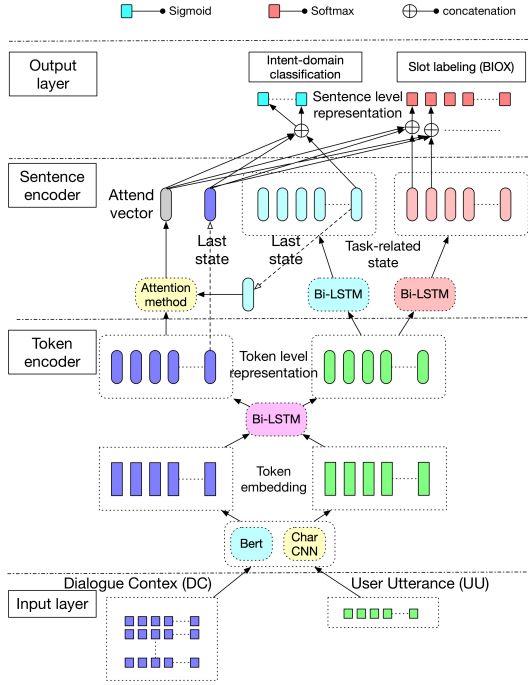 Sigmoid
Softmax
concatenation
Output
layer
Intent-domain
classification
Slot labeling (BIOX)
Sentence level
representation
Sentence
encoder
Attend
vector
Last
state
Last
state
Task-related
state
Attention
method
Bi-LSTM
Bi-LSTM
Token
encoder
Token level
representation
Bi-LSTM
Token
embedding
Bert
Char
CNN
Dialogue Contex (DC)
User Utterance (UU)
Input layer